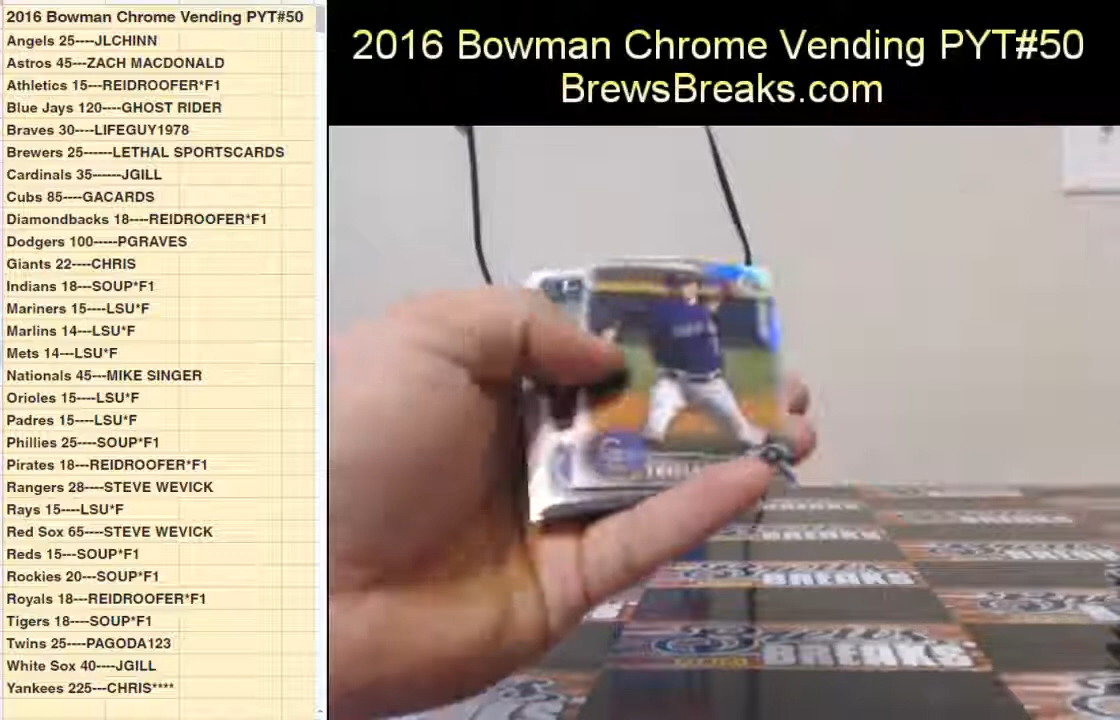 2016 Bowman Chrome Vending PYT#50
Angels 25----JLCHINN
Astros 45---ZACH MACDONALD
Athletics 15---REIDROOFER*F1
Blue Jays 120----GHOST RIDER
Braves 30----LIFEGUY1978
Brewers 25------LETHAL SPORTSCARDS
Cardinals 35------JGILL
Cubs 85----GACARDS
Diamondbacks 18----REIDROOFER*F1
Dodgers 100-----PGRAVES
Giants 22----CHRIS
Indians 18----SOUP*F1
Mariners 15----LSU*F
Marlins 14----LSU*F
Mets 14---LSU*F
Nationals 45----MIKE SINGER
Orioles 15----LSU*F
Padres 15----LSU*F
Phillies 25----SOUP*F1
Pirates 18----REIDROOFER*F1
Rangers 28----STEVE WEVICK
Rays 15----LSU*F
Red Sox 65----STEVE WEVICK
Reds 15---SOUP*F1
Rockies 20---SOUP*F1
Royals 18----REIDROOFER*F1
Tigers 18----SOUP*F1
Twins 25----PAGODA123
White Sox 40----JGILL
Yankees 225---CHRIS****
2016 Bowman Chrome Vending PYT#50
BrewsBreaks.com
BREAKS
BREAKS